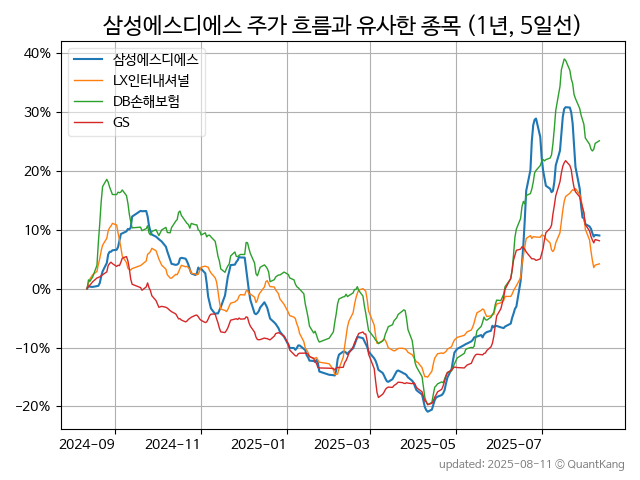 삼성에스디에스 주가 흐름과 유사한 종목 (1년, 5일선)
삼성에스디에스
LX인터내셔널
DB손해보험
GS
40%
30%
20%
10%
0%
−10%
−20%
2024-09
2024-11
2025-01
2025-03
2025-05
2025-07
updated: 2025-08-11 © QuantKang